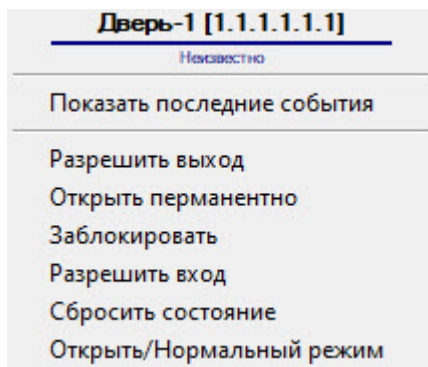 Дверь-1 [1.1.1.1.1.1]
Неизвестно
Показать последние события
Разрешить выход
Открыть перманентно
Заблокировать
Разрешить вход
Сбросить состояние
Открыть/Нормальный режим